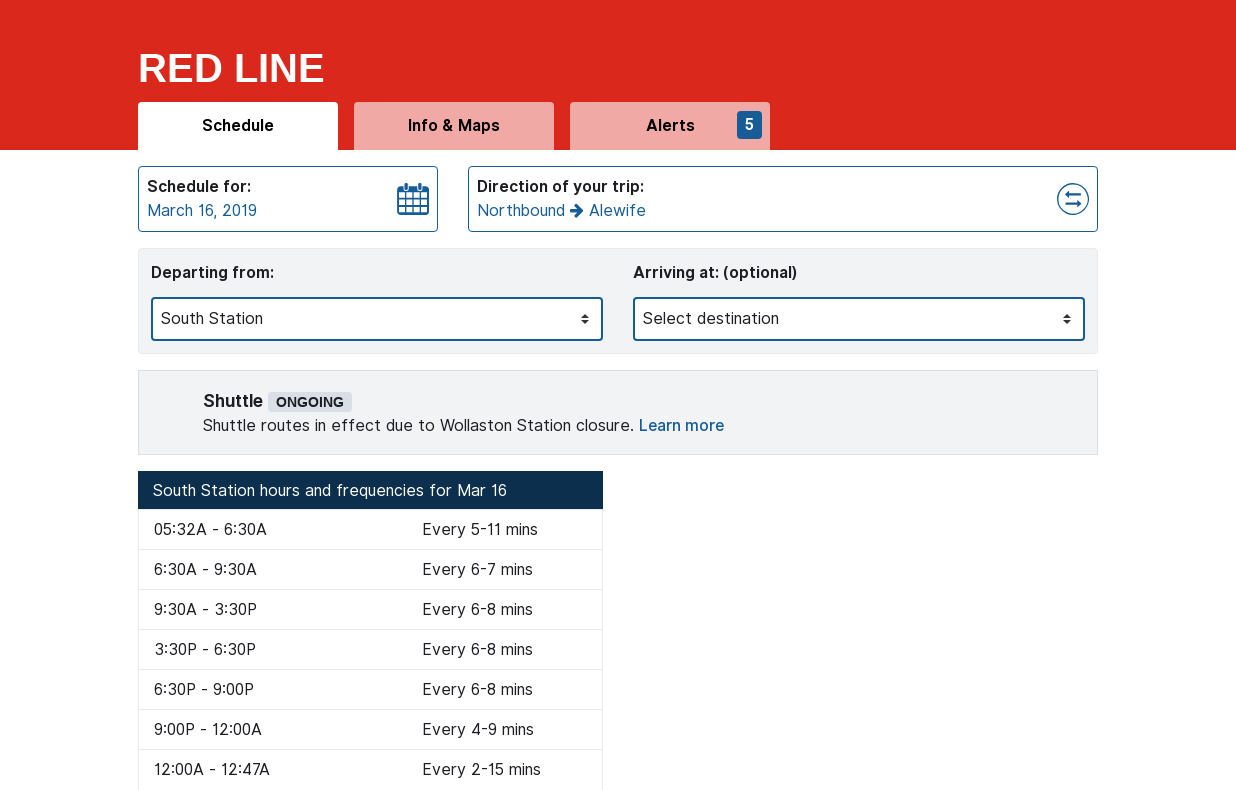 RED LINE
Schedule
Info & Maps
Alerts
5
Schedule for:
March 16, 2019
Direction of your trip:
Northbound → Alewife
Departing from:
Arriving at: (optional)
South Station
Select destination
Shuttle ONGOING
Shuttle routes in effect due to Wollaston Station closure. Learn more
South Station hours and frequencies for Mar 16
05:32A - 6:30A Every 5-11 mins
6:30A - 9:30A Every 6-7 mins
9:30A - 3:30P Every 6-8 mins
3:30P - 6:30P Every 6-8 mins
6:30P - 9:00P Every 6-8 mins
9:00P - 12:00A Every 4-9 mins
12:00A - 12:47A Every 2-15 mins